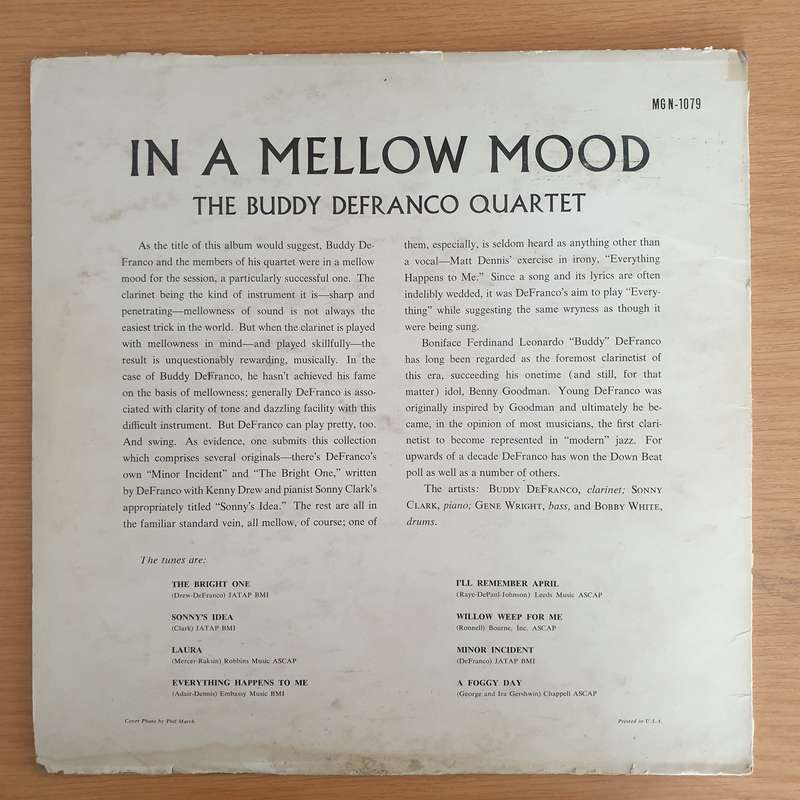 MGN-1079
IN A MELLOW MOOD
THE BUDDY DEFRANCO QUARTET
As the title of this album would suggest, Buddy De-
Franco and the members of his quartet were in a mellow
mood for the session, a particularly successful one. The
clarinet being the kind of instrument it is—sharp and
penetrating—mellowness of sound is not always the
easiest trick in the world. But when the clarinet is played
with mellowness in mind—and played skillfully—the
result is unquestionably rewarding, musically. In the
case of Buddy DeFranco, he hasn't achieved his fame
on the basis of mellowness; generally DeFranco is asso-
ciated with clarity of tone and dazzling facility with this
difficult instrument. But DeFranco can play pretty, too.
And swing. As evidence, one submits this collection
which comprises several originals—there's DeFranco's
own "Minor Incident" and "The Bright One," written
by DeFranco with Kenny Drew and pianist Sonny Clark's
appropriately titled "Sonny's Idea." The rest are all in
the familiar standard vein, all mellow, of course; one of
them, especially, is seldom heard as anything other than
a vocal—Matt Dennis' exercise in irony, "Everything
Happens to Me." Since a song and its lyrics are often
indelibly wedded, it was DeFranco's aim to play "Every-
thing" while suggesting the same wryness as though it
were being sung.
Boniface Ferdinand Leonardo "Buddy" DeFranco
has long been regarded as the foremost clarinetist of
this era, succeeding his onetime (and still, for that
matter) idol, Benny Goodman. Young DeFranco was
originally inspired by Goodman and ultimately he be-
came, in the opinion of most musicians, the first clari-
netist to become represented in "modern" jazz. For
upwards of a decade DeFranco has won the Down Beat
poll as well as a number of others.
The artists: BUDDY DEFRANCO, clarinet; SONNY
CLARK, piano; GENE WRIGHT, bass, and BOBBY WHITE,
drums.
The tunes are:
THE BRIGHT ONE
(Drew-DeFranco) JATAP BMI
SONNY'S IDEA
(Clark) JATAP BMI
LAURA
(Mercer-Raksin) Robbins Music ASCAP
EVERYTHING HAPPENS TO ME
(Adair-Dennis) Embassy Music BMI
I'LL REMEMBER APRIL
(Raye-DePaul-Johnson) Leeds Music ASCAP
WILLOW WEEP FOR ME
(Ronnell) Bourne, Inc. ASCAP
MINOR INCIDENT
(DeFranco) JATAP BMI
A FOGGY DAY
(George and Ira Gershwin) Chappell ASCAP
Cover Photo by Phil March
Printed in U.S.A.